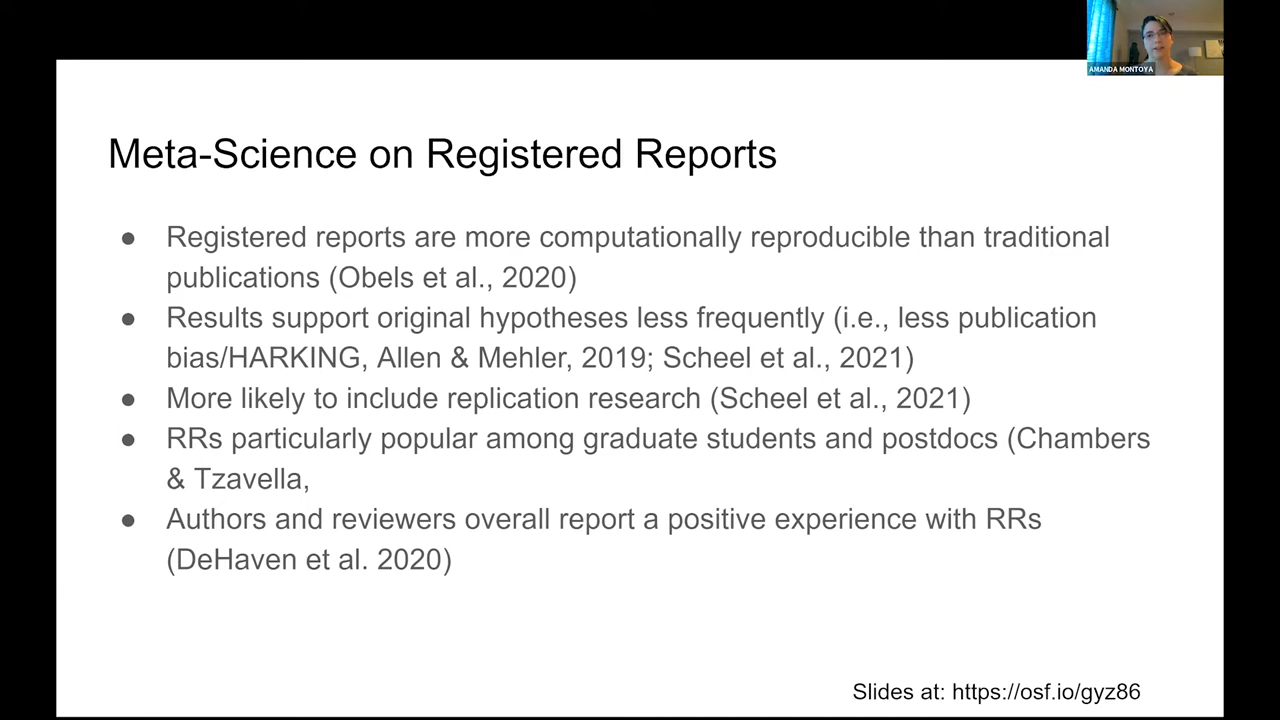 AMANDA MONTOYA
Meta-Science on Registered Reports
● Registered reports are more computationally reproducible than traditional
publications (Obels et al., 2020)
● Results support original hypotheses less frequently (i.e., less publication
bias/HARKING, Allen & Mehler, 2019; Scheel et al., 2021)
● More likely to include replication research (Scheel et al., 2021)
● RRs particularly popular among graduate students and postdocs (Chambers
& Tzavella,
● Authors and reviewers overall report a positive experience with RRs
(DeHaven et al. 2020)
Slides at: https://osf.io/gyz86